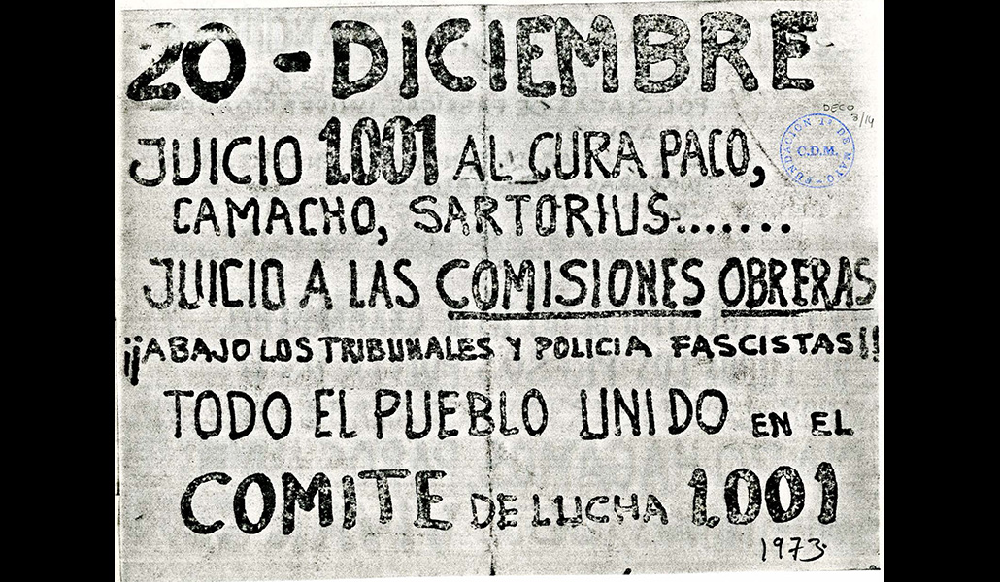 20 - DICIEMBRE
DECO
8/14
FUNDACION 1º DE MAYO
C.D.M.
JUICIO 1.001 AL CURA PACO,
CAMACHO, SARTORIUS.......
JUICIO A LAS COMISIONES OBRERAS
¡¡ABAJO LOS TRIBUNALES Y POLICIA FASCISTAS!!
TODO EL PUEBLO UNIDO EN EL
COMITE DE LUCHA 1.001
1973.